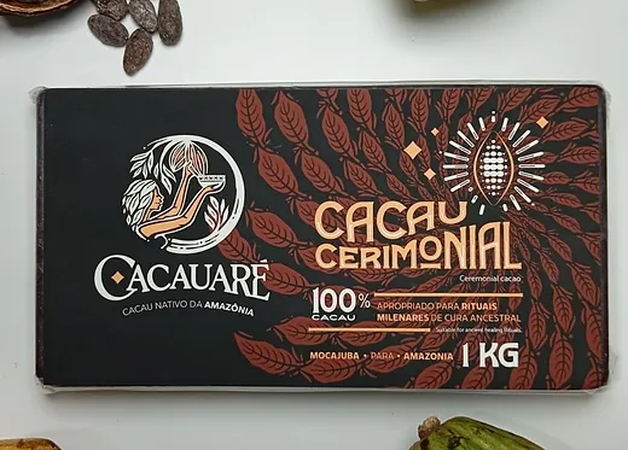 CACAUARÉ
CACAU NATIVO DA AMAZÔNIA
CACAU
CERIMONIAL
Ceremonial cacao
100%
CACAU
APROPRIADO PARA RITUAIS
MILENARES DE CURA ANCESTRAL
Suitable for ancient healing Rituals.
MOCAJUBA • PARA • AMAZONIA 1 KG